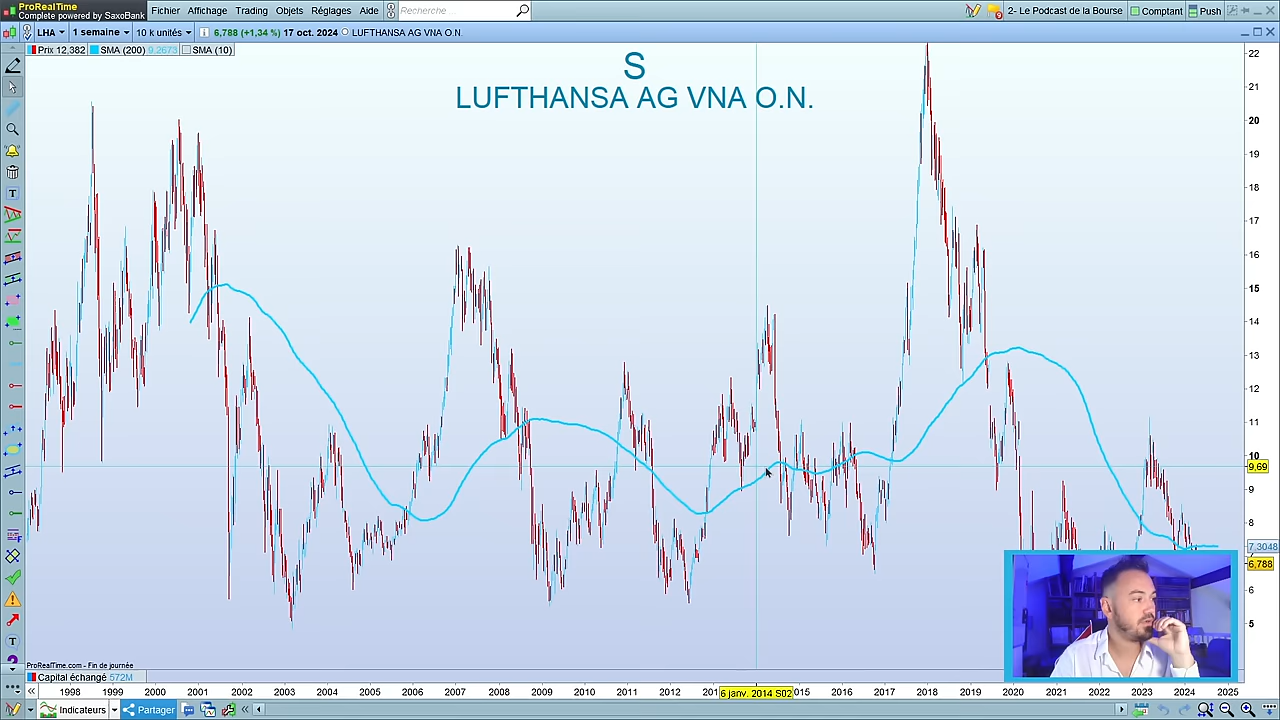 ProRealTime
Complete powered by SaxoBank
Fichier Affichage Trading Objets Réglages Aide
Recherche...
2- Le Podcast de la Bourse Comptant Push
LHA 1 semaine 10 k unités 6,788 (+1,34 %) 17 oct. 2024 LUFTHANSA AG VNA O.N.
Prix 12,382 SMA (200) 9,2673 SMA (10)
S
LUFTHANSA AG VNA O.N.
22
21
20
19
18
17
16
15
14
13
12
11
10
9,69
9
8
7,3048
6,788
6
5
ProRealTime.com - Fin de journée
Capital échangé 572M
1998 1999 2000 2001 2002 2003 2004 2005 2006 2007 2008 2009 2010 2011 2012 201 6 janv. 2014 S02 015 2016 2017 2018 2019 2020 2021 2022 2023 2024 2025
Indicateurs Partager